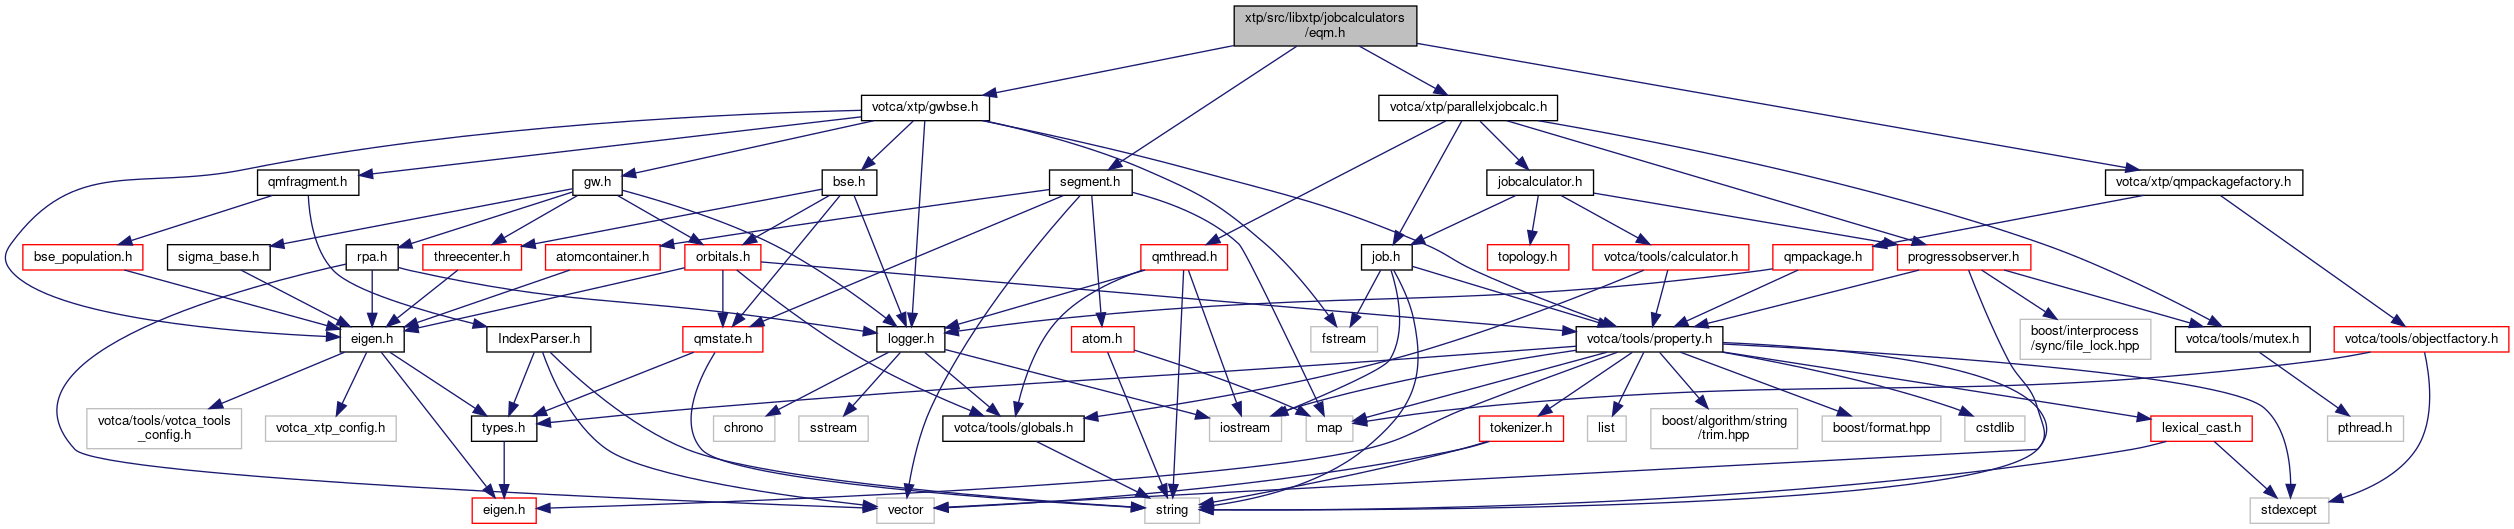 xtp/src/libxtp/jobcalculators
/eqm.h
votca/xtp/gwbse.h
votca/xtp/parallelxjobcalc.h
qmfragment.h
gw.h
bse.h
segment.h
jobcalculator.h
votca/xtp/qmpackagefactory.h
bse_population.h
sigma_base.h
rpa.h
threecenter.h
atomcontainer.h
orbitals.h
qmthread.h
job.h
topology.h
votca/tools/calculator.h
qmpackage.h
progressobserver.h
eigen.h
IndexParser.h
qmstate.h
logger.h
atom.h
fstream
votca/tools/property.h
boost/interprocess
/sync/file_lock.hpp
votca/tools/mutex.h
votca/tools/objectfactory.h
votca/tools/votca_tools
_config.h
votca_xtp_config.h
types.h
chrono
sstream
votca/tools/globals.h
iostream
map
tokenizer.h
list
boost/algorithm/string
/trim.hpp
boost/format.hpp
cstdlib
lexical_cast.h
pthread.h
eigen.h
vector
string
stdexcept